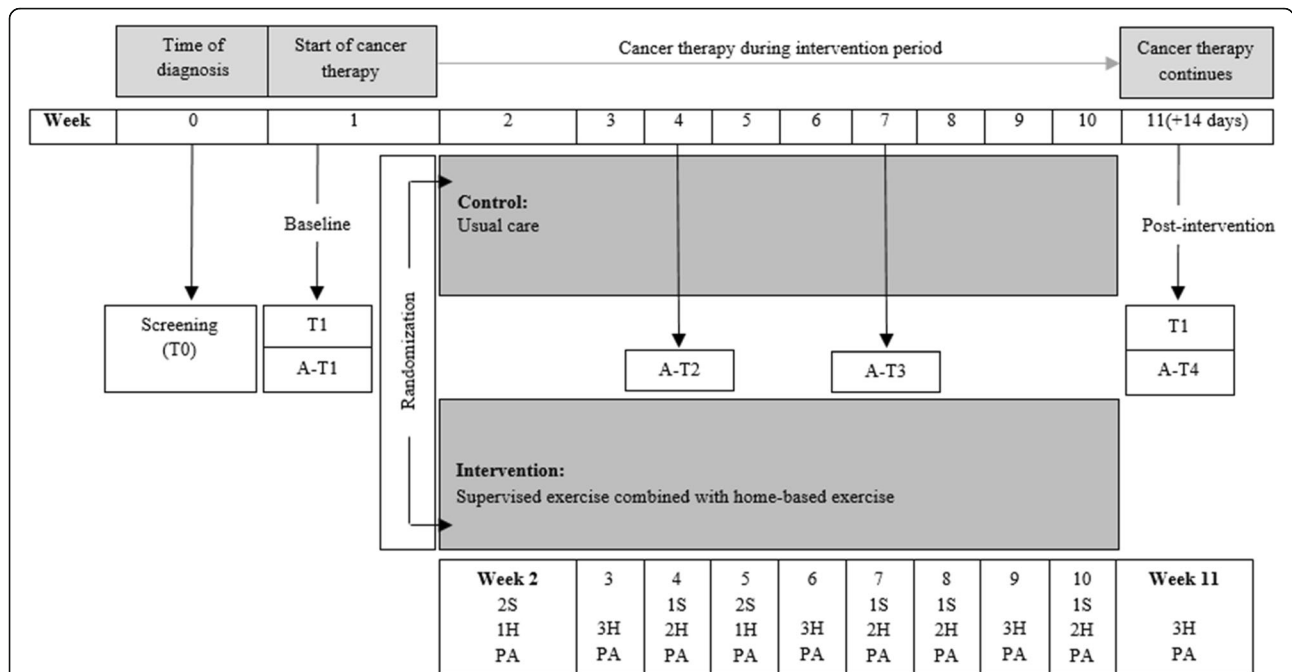 Time of
diagnosis
Start of cancer
therapy
Cancer therapy during intervention period
Cancer therapy
continues
Week 0 1 2 3 4 5 6 7 8 9 10 11(+14 days)
Control:
Usual care
Baseline
Post-intervention
Randomization
Screening
(T0)
T1
A-T1
A-T2
A-T3
T1
A-T4
Intervention:
Supervised exercise combined with home-based exercise
Week 2 3 4 5 6 7 8 9 10 Week 11
2S 1S 2S 1S 1S 1S
1H 3H 2H 1H 3H 2H 2H 3H 2H 3H
PA PA PA PA PA PA PA PA PA PA